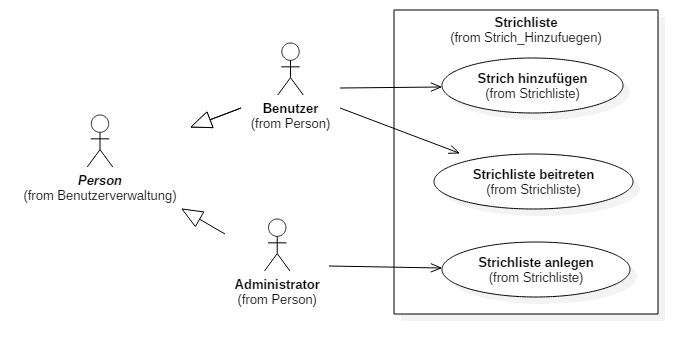 Strichliste
(from Strich_Hinzufuegen)
Strich hinzufügen
(from Strichliste)
Benutzer
(from Person)
Strichliste beitreten
(from Strichliste)
Person
(from Benutzerverwaltung)
Strichliste anlegen
(from Strichliste)
Administrator
(from Person)